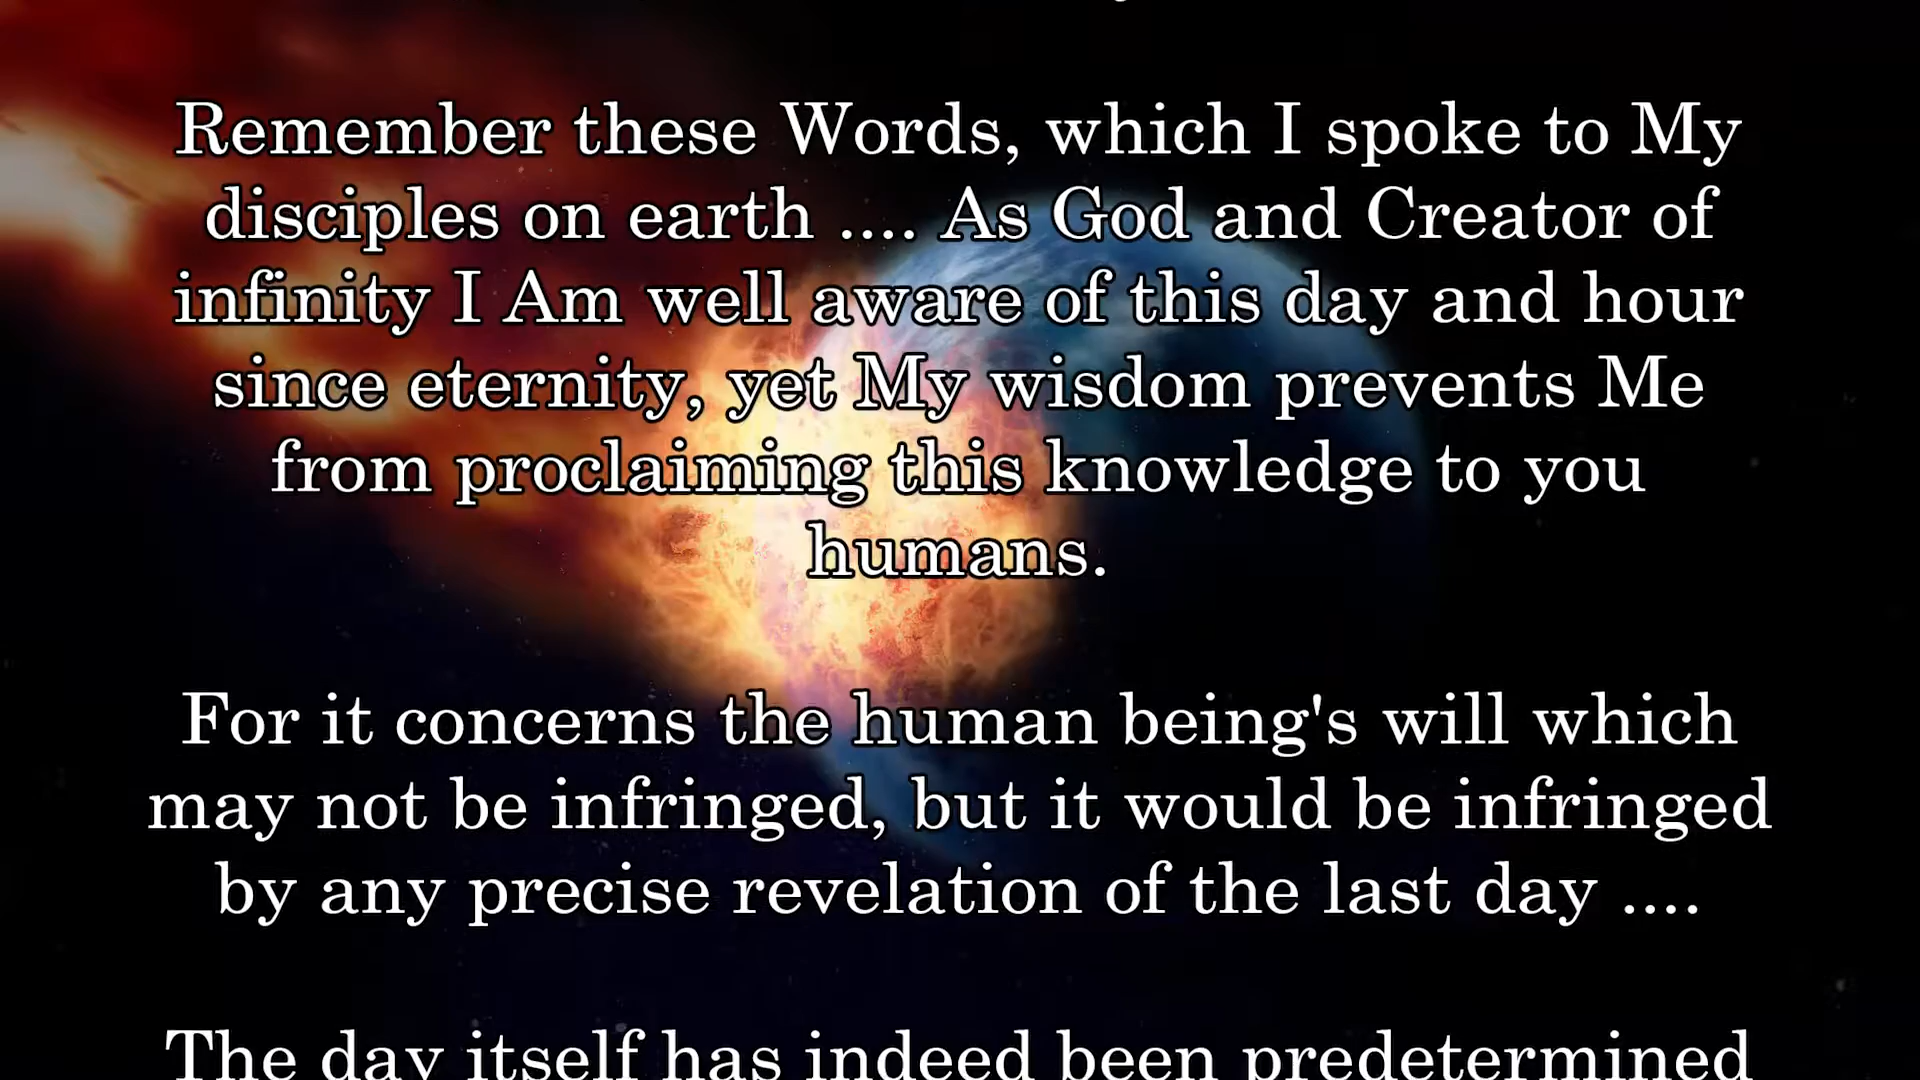 Remember these Words, which I spoke to My
disciples on earth .... As God and Creator of
infinity I Am well aware of this day and hour
since eternity, yet My wisdom prevents Me
from proclaiming this knowledge to you
humans.
For it concerns the human being's will which
may not be infringed, but it would be infringed
by any precise revelation of the last day ....
The day itself has indeed been predetermined